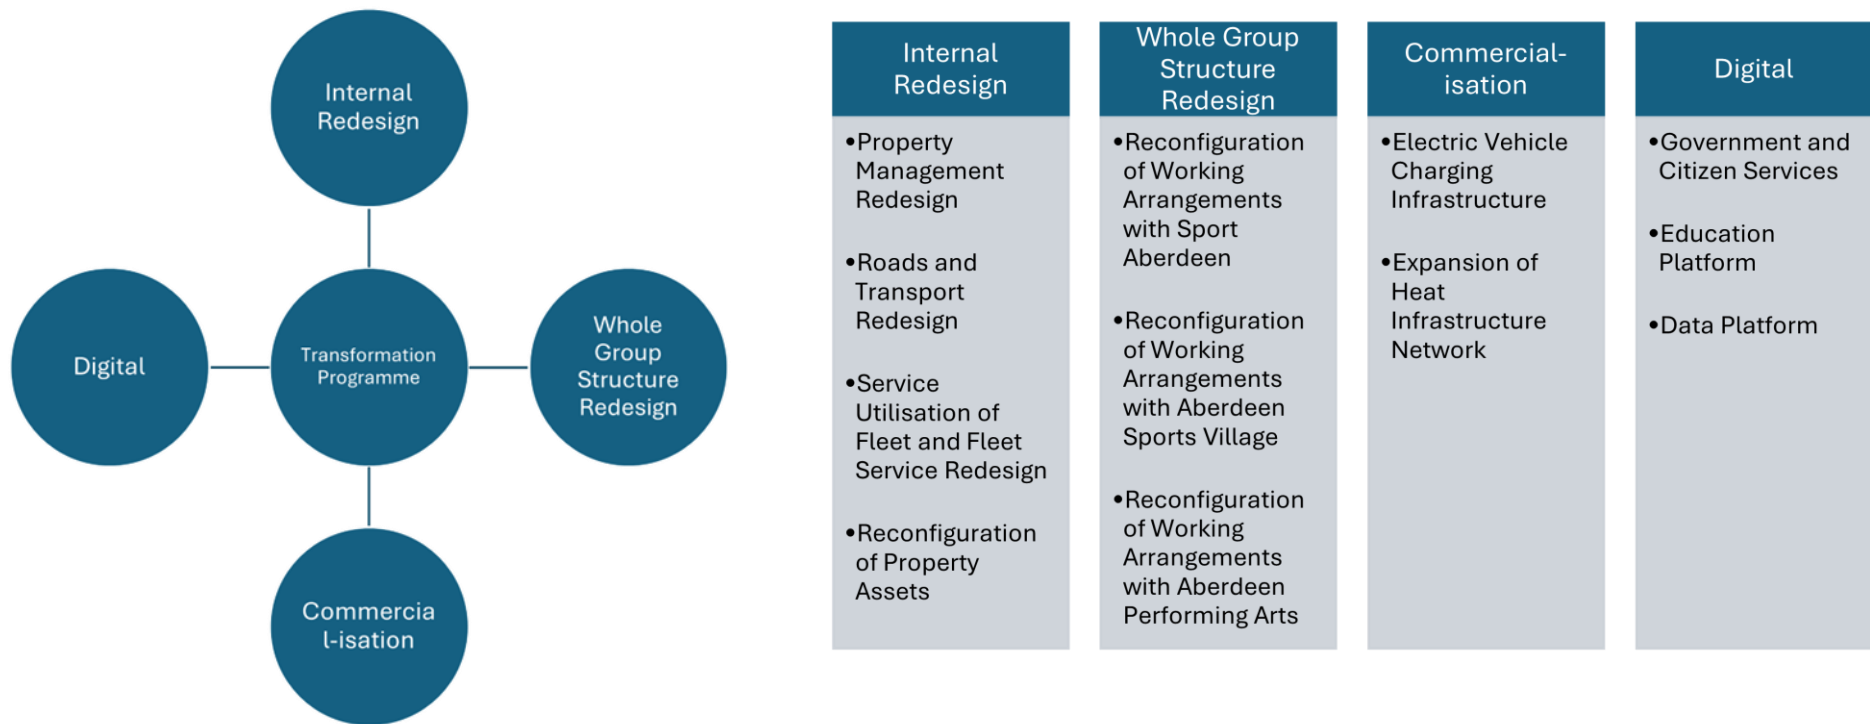 Internal
Redesign
Digital
Transformation
Programme
Whole
Group
Structure
Redesign
Commercia
l-isation
Internal
Redesign
•Property
Management
Redesign
•Roads and
Transport
Redesign
•Service
Utilisation of
Fleet and Fleet
Service Redesign
•Reconfiguration
of Property
Assets
Whole Group
Structure
Redesign
•Reconfiguration
of Working
Arrangements
with Sport
Aberdeen
•Reconfiguration
of Working
Arrangements
with Aberdeen
Sports Village
•Reconfiguration
of Working
Arrangements
with Aberdeen
Performing Arts
Commercial-
isation
•Electric Vehicle
Charging
Infrastructure
•Expansion of
Heat
Infrastructure
Network
Digital
•Government and
Citizen Services
•Education
Platform
•Data Platform